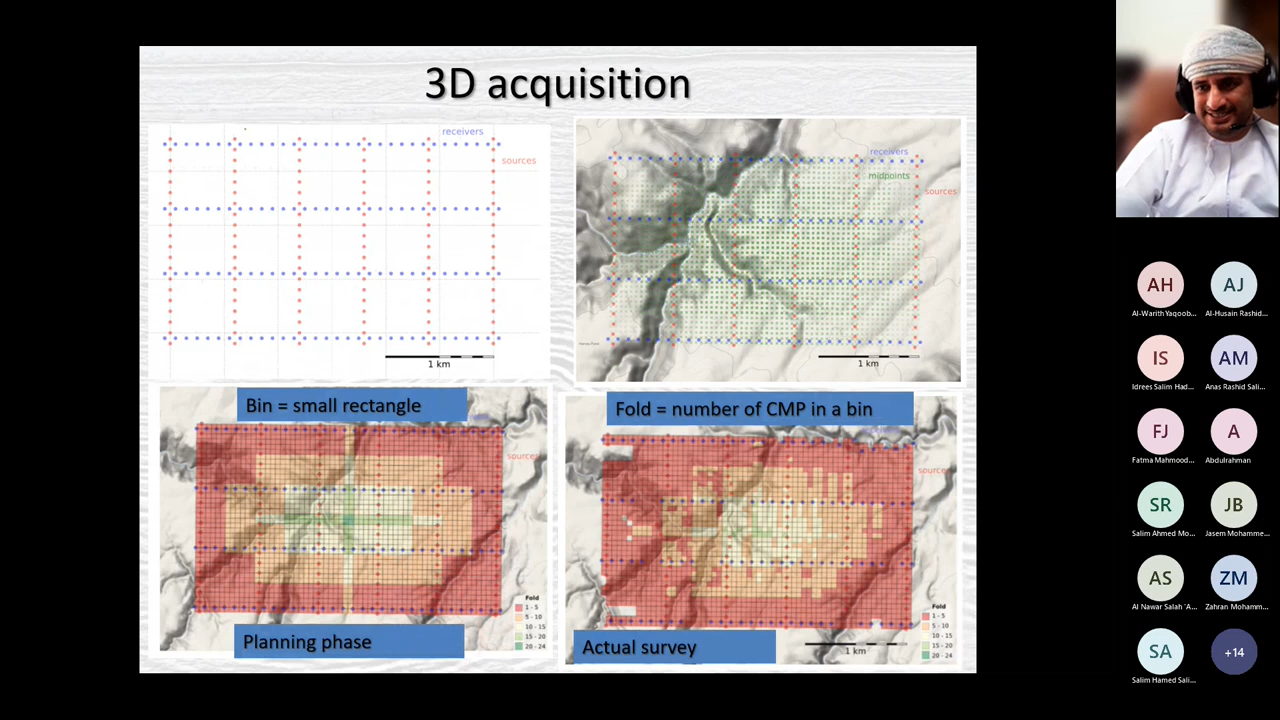 3D acquisition
receivers
sources
1 km
receivers
midpoints
sources
1 km
Bin = small rectangle
sources
Fold
1 - 5
5 - 10
10 - 15
15 - 20
20 - 24
Planning phase
Fold = number of CMP in a bin
sources
Fold
1 - 5
5 - 10
10 - 15
15 - 20
20 - 24
Actual survey
1 km
AH
Al-Warith Yaqoob...
AJ
Al-Husain Rashid...
IS
Idrees Salim Had...
AM
Anas Rashid Sali...
FJ
Fatma Mahmood...
A
Abdulrahman
SR
Salim Ahmed Mo...
JB
Jasem Mohamme...
AS
Al Nawar Salah 'A...
ZM
Zahran Mohamm...
SA
Salim Hamed Sali...
+14